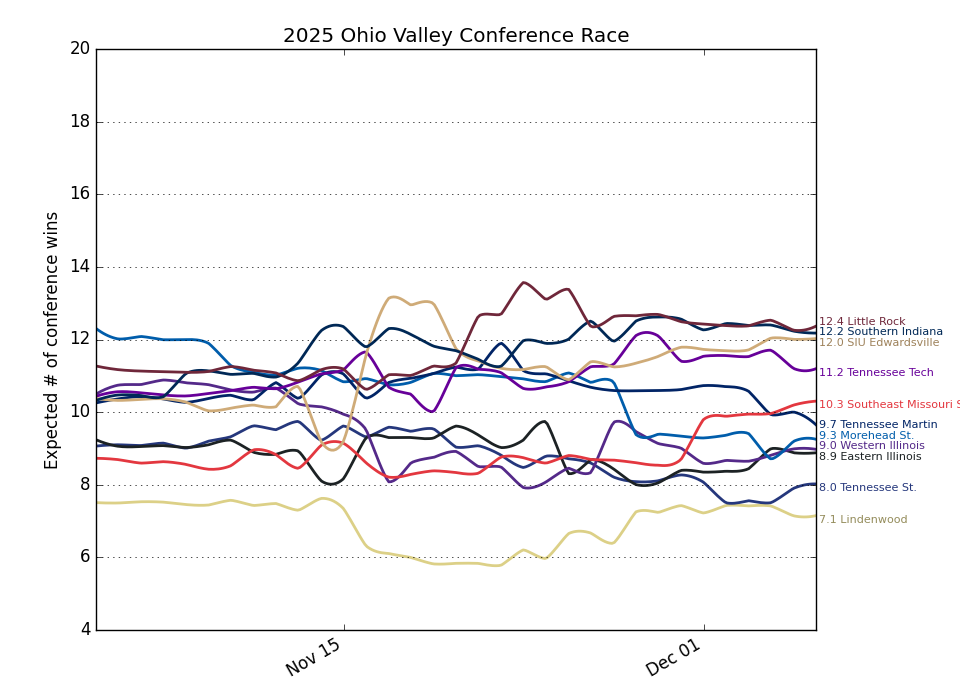 2025 Ohio Valley Conference Race
Expected # of conference wins
20
18
16
14
12
10
8
6
4
Nov 15
Dec 01
12.4 Little Rock
12.2 Southern Indiana
12.0 SIU Edwardsville
11.2 Tennessee Tech
10.3 Southeast Missouri S
9.7 Tennessee Martin
9.3 Morehead St.
9.0 Western Illinois
8.9 Eastern Illinois
8.0 Tennessee St.
7.1 Lindenwood